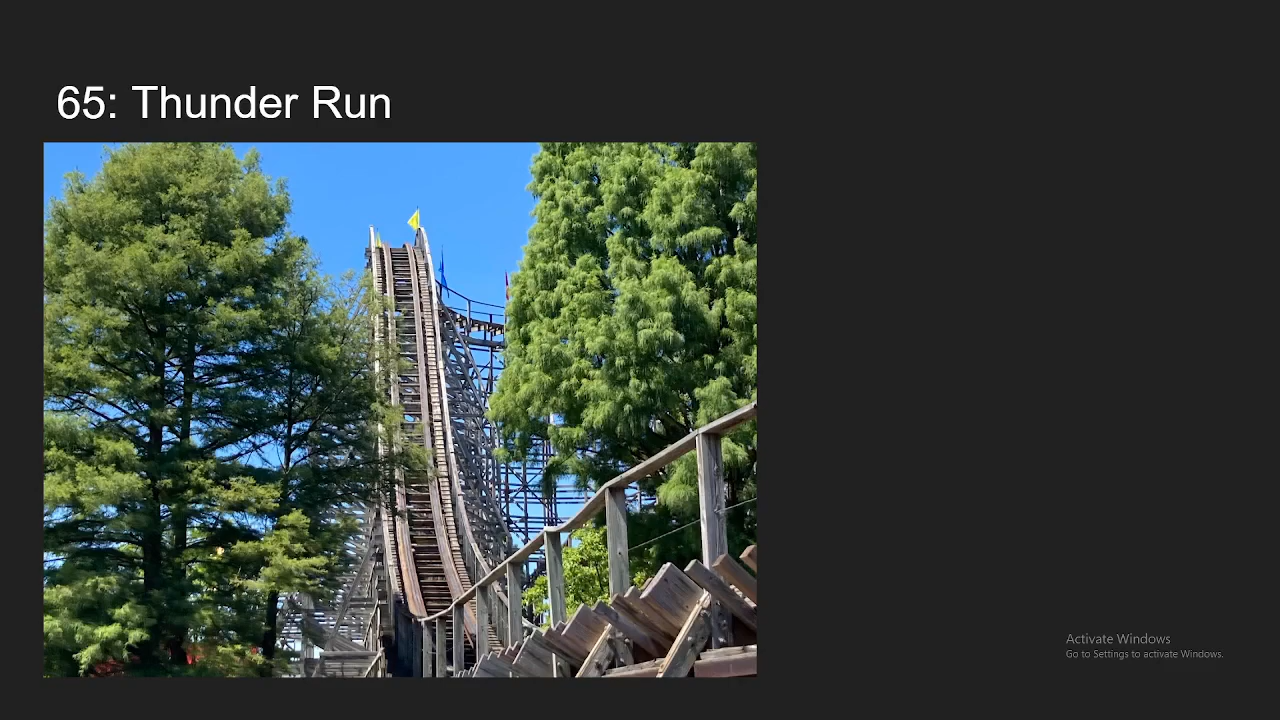 65: Thunder Run
Activate Windows
Go to Settings to activate Windows.